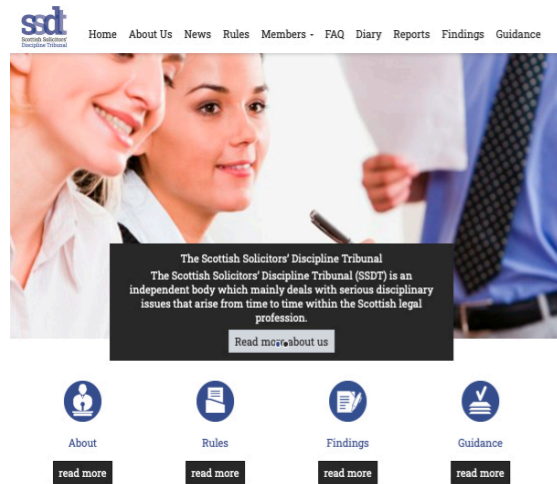 ssdt
Scottish Solicitors'
Discipline Tribunal
Home About Us News Rules Members FAQ Diary Reports Findings Guidance
The Scottish Solicitors' Discipline Tribunal
The Scottish Solicitors' Discipline Tribunal (SSDT) is an
independent body which mainly deals with serious disciplinary
issues that arise from time to time within the Scottish legal
profession.
Read more about us
About Rules Findings Guidance
read more read more read more read more